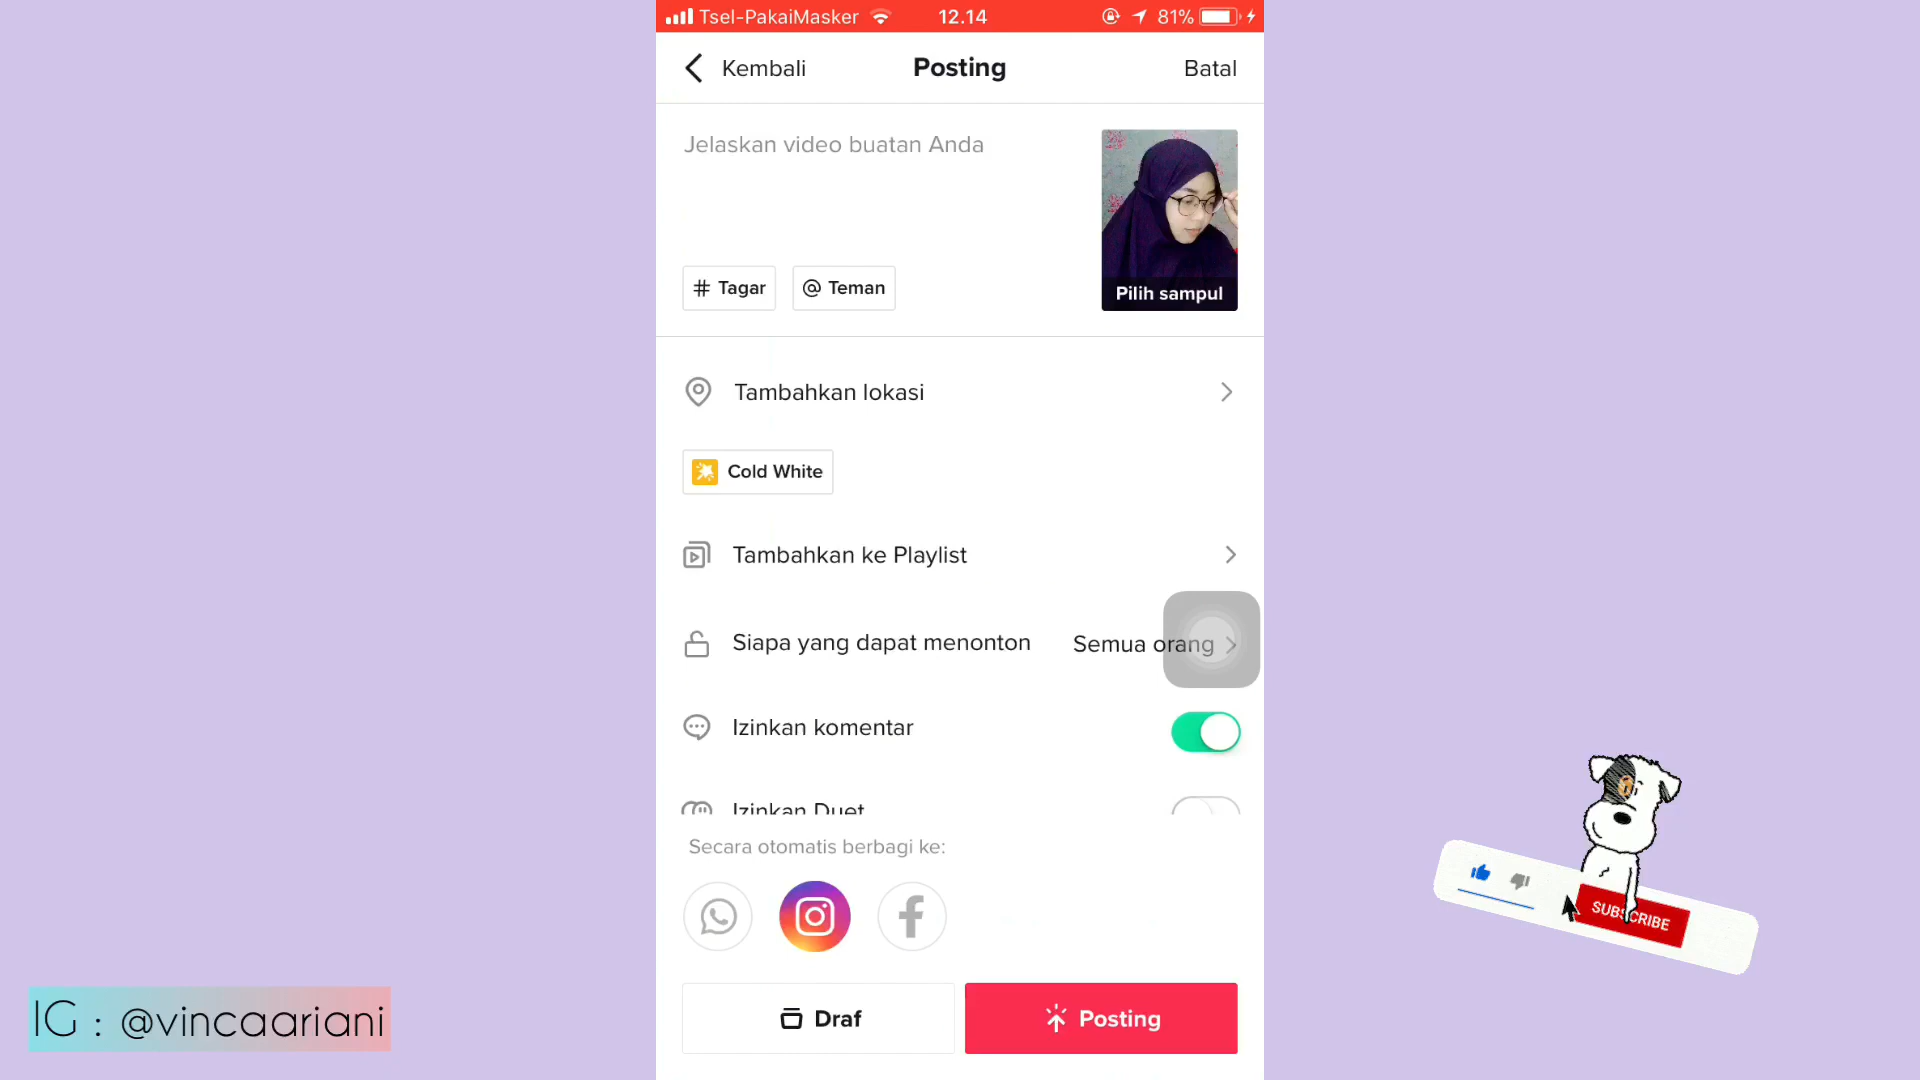 Tsel-PakaiMasker 12.14 81%
Kembali Posting Batal
Jelaskan video buatan Anda
# Tagar @ Teman
Pilih sampul
Tambahkan lokasi
Cold White
Tambahkan ke Playlist
Siapa yang dapat menonton Semua orang
Izinkan komentar
Izinkan Duet
Secara otomatis berbagi ke:
Draf Posting
SUBSCRIBE
IG : @vincaariani